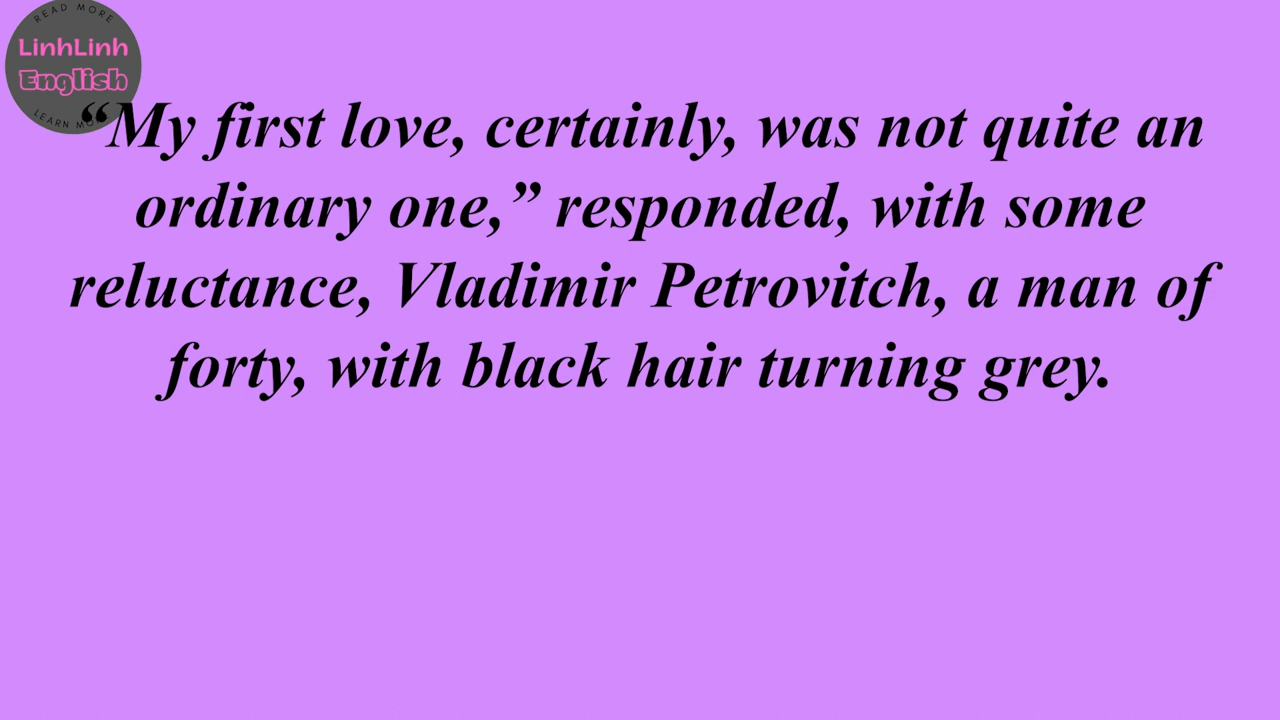 READ MORE
LinhLinh
English
LEARN MO
“My first love, certainly, was not quite an
ordinary one,” responded, with some
reluctance, Vladimir Petrovitch, a man of
forty, with black hair turning grey.